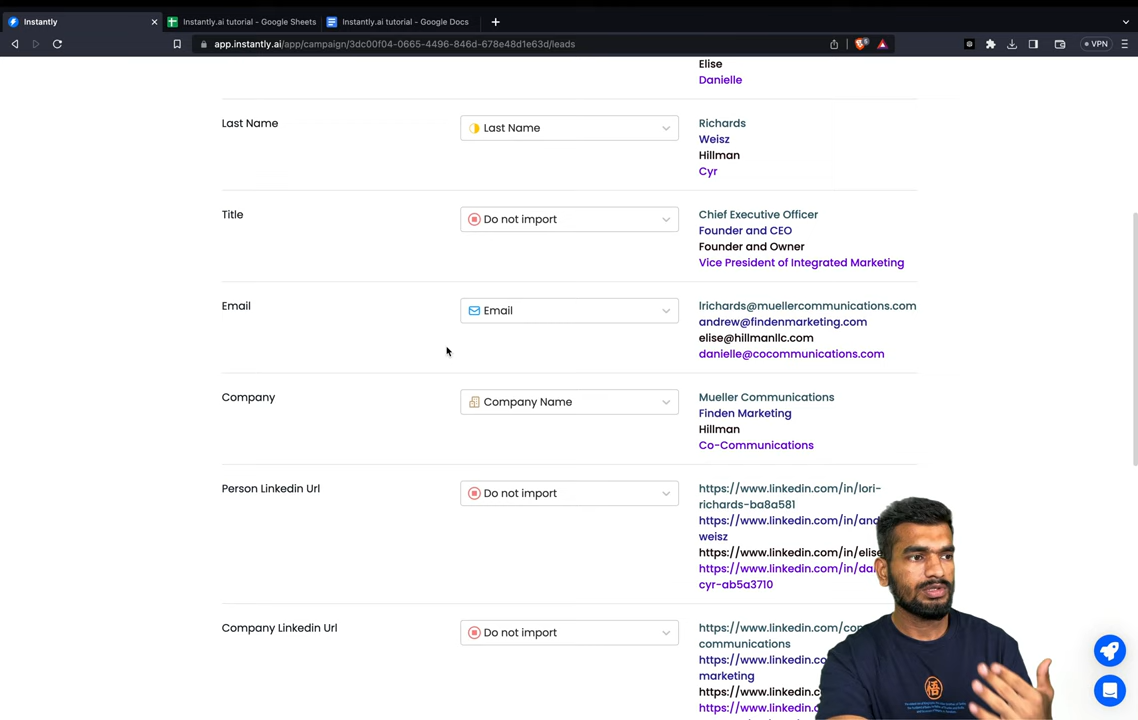 Instantly
Instantly.ai tutorial - Google Sheets
Instantly.ai tutorial - Google Docs
app.instantly.ai/app/campaign/3dc00f04-0665-4496-846d-678e48d1e63d/leads
6
VPN
Elise
Danielle
Last Name
Last Name
Richards
Weisz
Hillman
Cyr
Title
Do not import
Chief Executive Officer
Founder and CEO
Founder and Owner
Vice President of Integrated Marketing
Email
Email
lrichards@muellercommunications.com
andrew@findenmarketing.com
elise@hillmanllc.com
danielle@cocommunications.com
Company
Company Name
Mueller Communications
Finden Marketing
Hillman
Co-Communications
Person Linkedin Url
Do not import
https://www.linkedin.com/in/lori-
richards-ba8a581
https://www.linkedin.com/in/and
weisz
https://www.linkedin.com/in/elise
https://www.linkedin.com/in/da
cyr-ab5a3710
Company Linkedin Url
Do not import
https://www.linkedin.com/co
communications
https://www.linkedin.co
marketing
https://www.linkedin.c
https://www.linkedin.